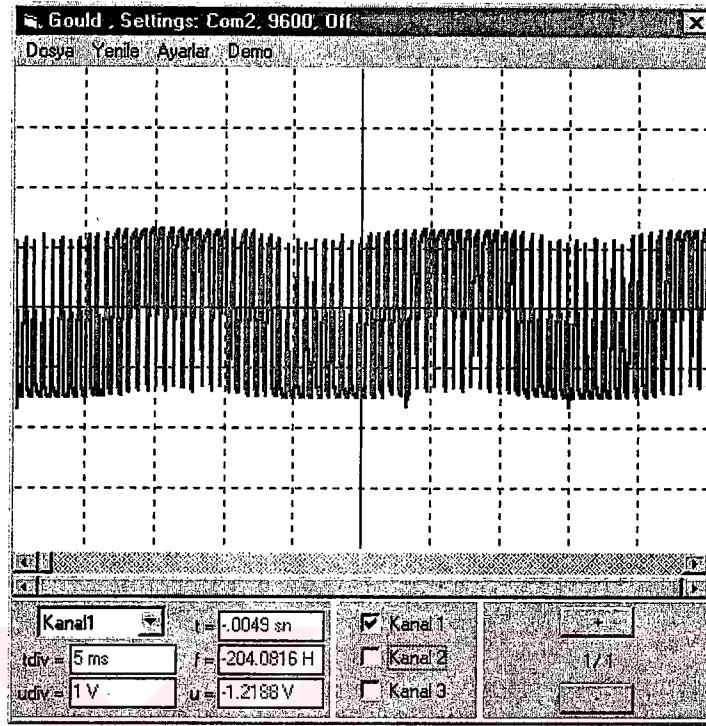 Gould , Settings: Com2, 9600, Off
Dosya Yenile Ayarlar Demo
Kanal1
tdiv = 5 ms
udiv = 1 V
t = -.0049 sn
f = -204.0816 H
u = -1.2188 V
Kanal 1
Kanal 2
Kanal 3
+
1/1
-